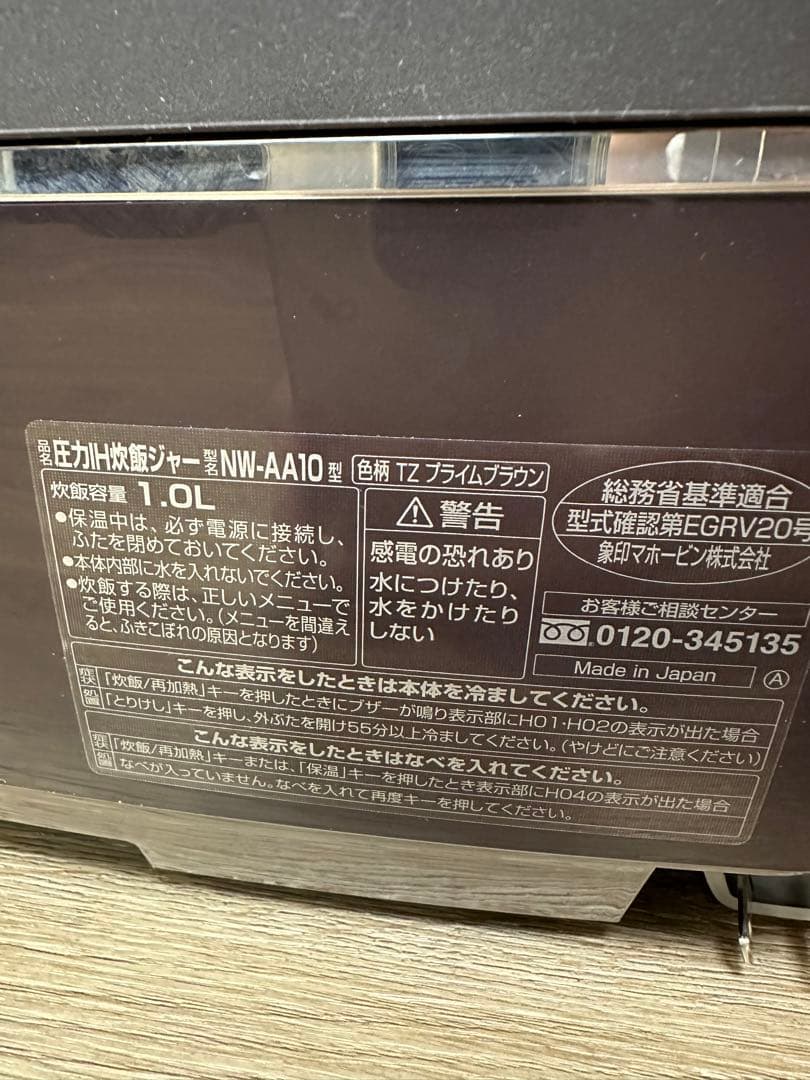 品名 圧力IH炊飯ジャー 型名 NW-AA10型 色柄 TZ プライムブラウン
炊飯容量 1.0L
●保温中は、必ず電源に接続し、
ふたを閉めておいてください。
●本体内部に水を入れないでください。
●炊飯する際は、正しいメニューで
ご使用ください。(メニューを間違え
ると、ふきこぼれの原因となります)
警告
感電の恐れあり
水につけたり、
水をかけたり
しない
総務省基準適合
型式確認第EGRV20号
象印マホービン株式会社
お客様ご相談センター
0120-345135
Made in Japan
A
こんな表示をしたときは本体を冷ましてください。
症状 「炊飯/再加熱」キーを押したときにブザーが鳴り表示部にH01・H02の表示が出た場合
処置 「とりけし」キーを押し、外ぶたを開け55分以上冷ましてください。(やけどにご注意ください)
こんな表示をしたときはなべを入れてください。
症状 「炊飯/再加熱」キーまたは、「保温」キーを押したとき表示部にH04の表示が出た場合
処置 なべが入っていません。なべを入れて再度キーを押してください。